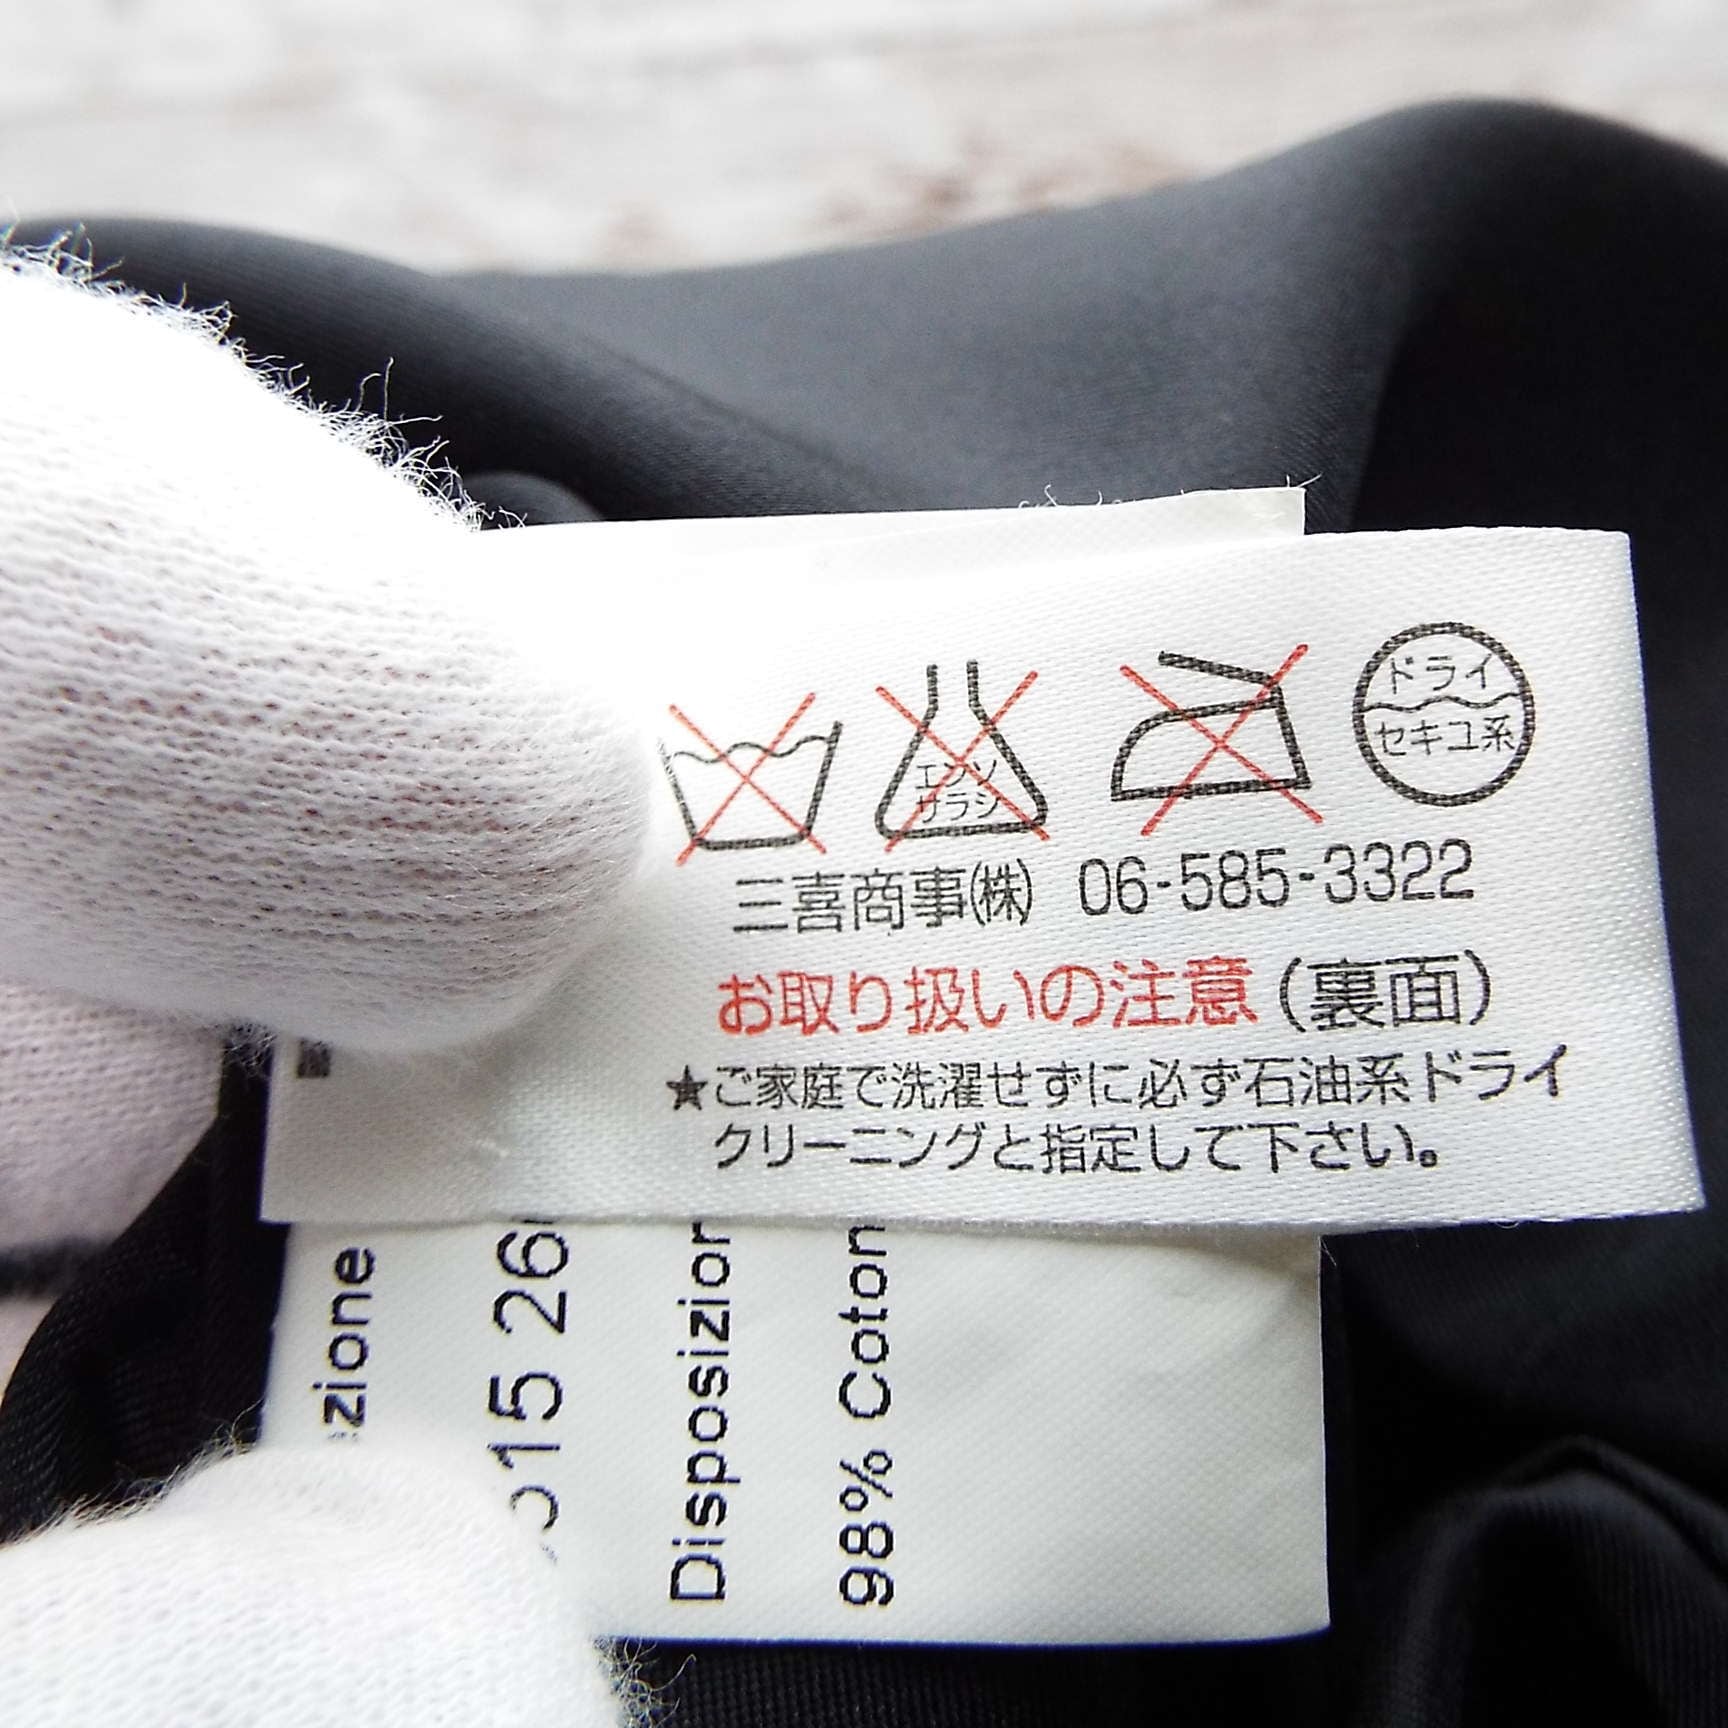 エンソ
サラシ
ドライ
セキユ系
三喜商事㈱ 06-585-3322
お取り扱いの注意(裏面)
★ご家庭で洗濯せずに必ず石油系ドライ
クリーニングと指定して下さい。
zione
15 26
Disposizion
98% Coton